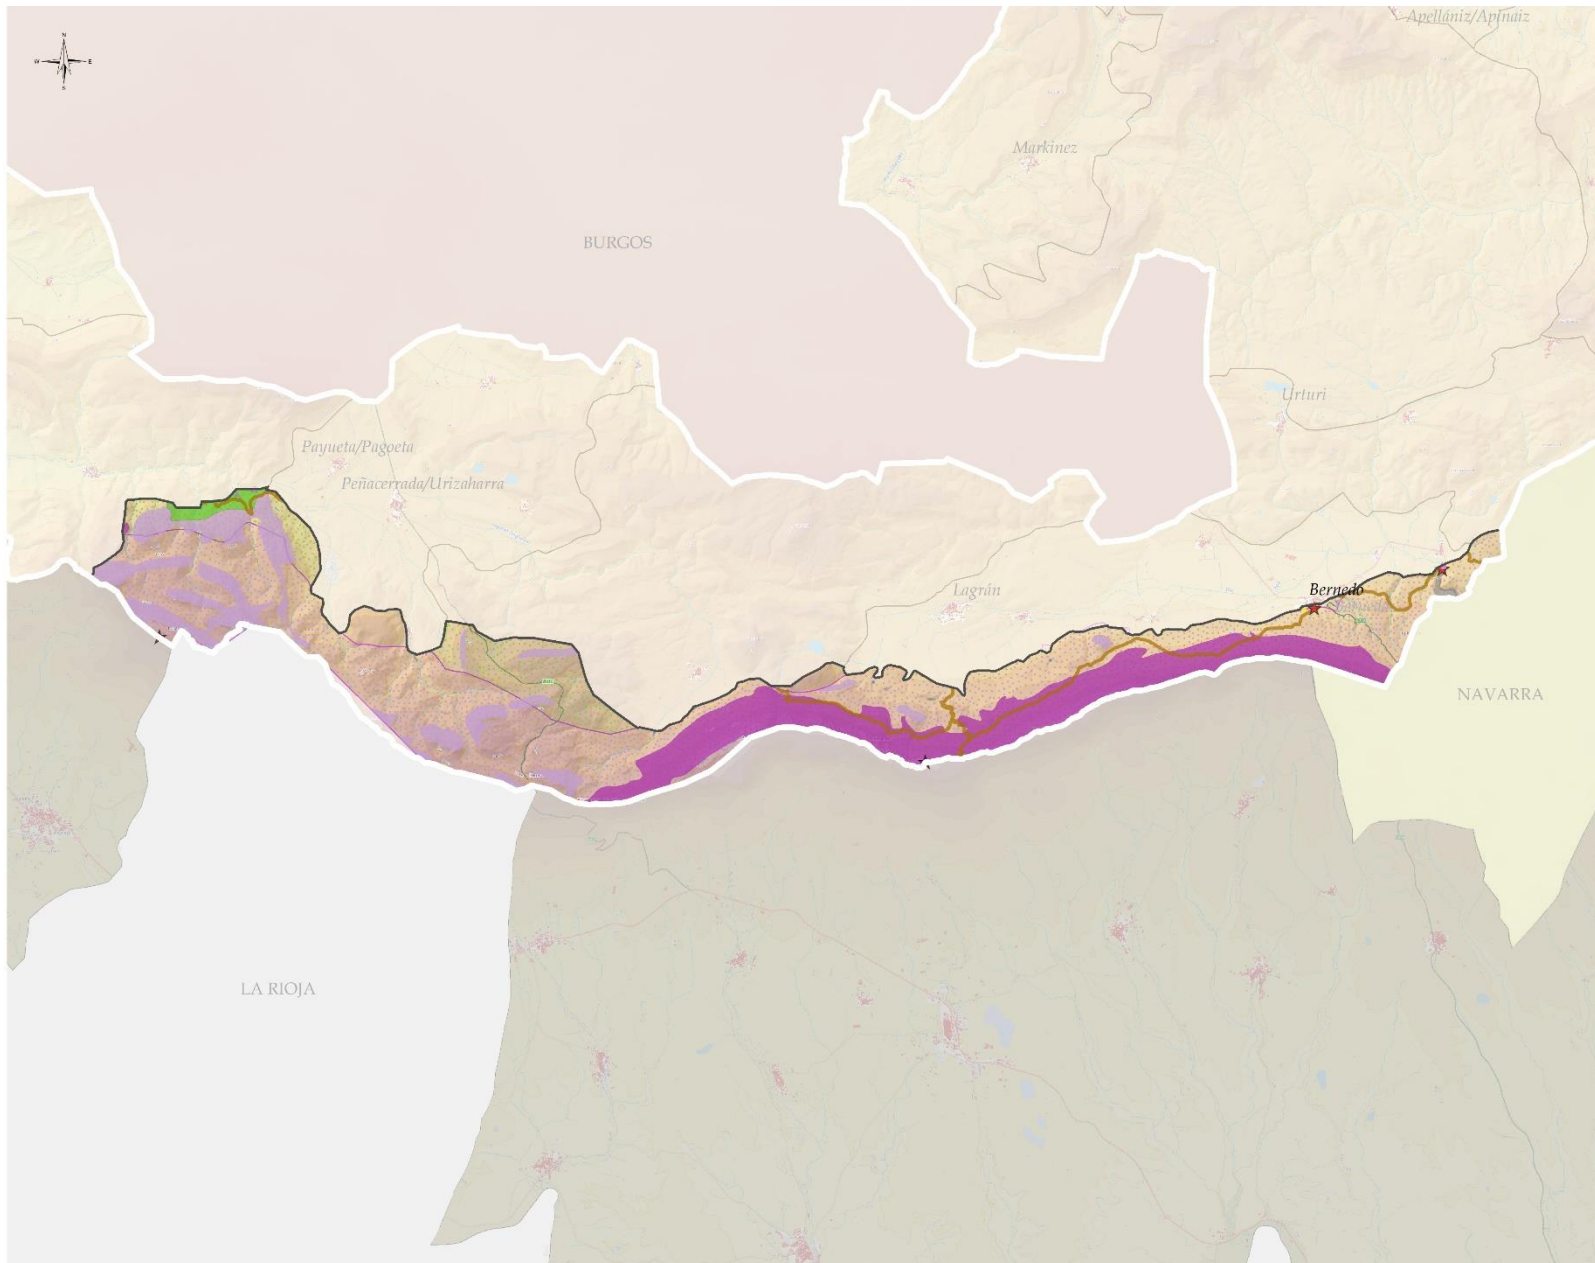 Apellániz/Apinaiz
N
W E
S
Markinez
BURGOS
Urturi
Payueta/Pagoeta
Peñacerrada/Urizaharra
Lagrán
Bernedo
NAVARRA
LA RIOJA